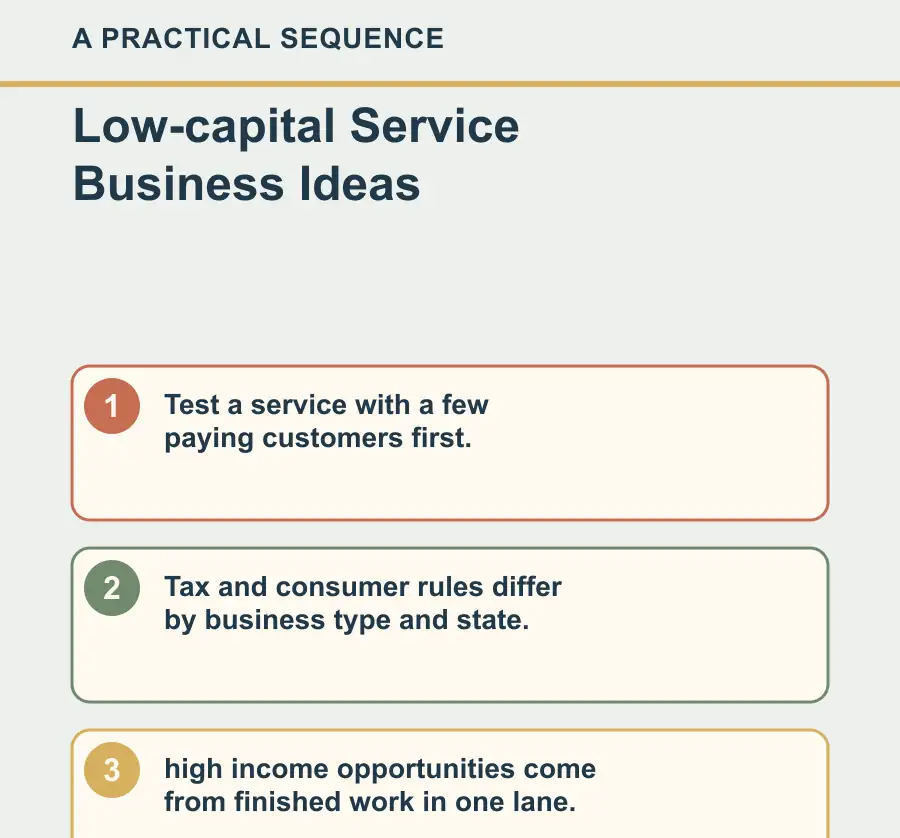 A PRACTICAL SEQUENCE
Low-capital Service
Business Ideas
1
Test a service with a few
paying customers first.
2
Tax and consumer rules differ
by business type and state.
3
high income opportunities come
from finished work in one lane.